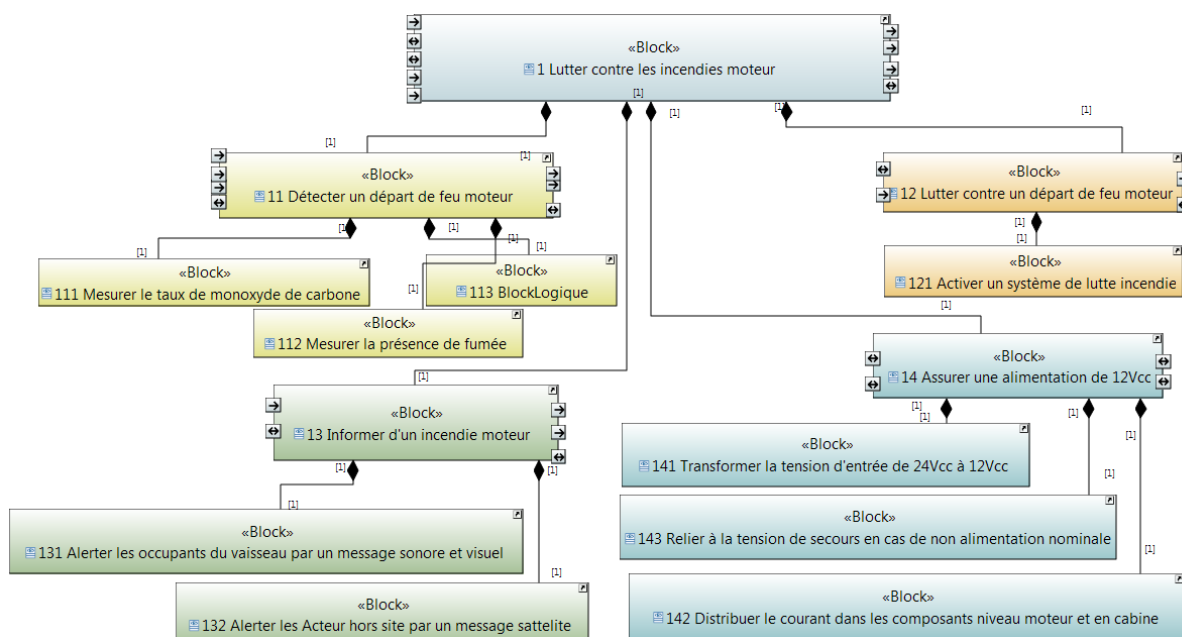 «Block»
1 Lutter contre les incendies moteur
[1]
[1]
[1]
[1]
[1]
[1]
«Block»
11 Détecter un départ de feu moteur
«Block»
12 Lutter contre un départ de feu moteur
[1]
[1]
[1]
[1]
[1]
[1]
[1]
«Block»
111 Mesurer le taux de monoxyde de carbone
«Block»
113 BlockLogique
«Block»
121 Activer un système de lutte incendie
[1]
[1]
«Block»
112 Mesurer la présence de fumée
«Block»
14 Assurer une alimentation de 12Vcc
[1]
«Block»
13 Informer d'un incendie moteur
[1]
[1]
[1]
[1]
«Block»
141 Transformer la tension d'entrée de 24Vcc à 12Vcc
[1]
[1]
[1]
[1]
«Block»
143 Relier à la tension de secours en cas de non alimentation nominale
«Block»
131 Alerter les occupants du vaisseau par un message sonore et visuel
[1]
[1]
«Block»
132 Alerter les Acteur hors site par un message sattelite
«Block»
142 Distribuer le courant dans les composants niveau moteur et en cabine